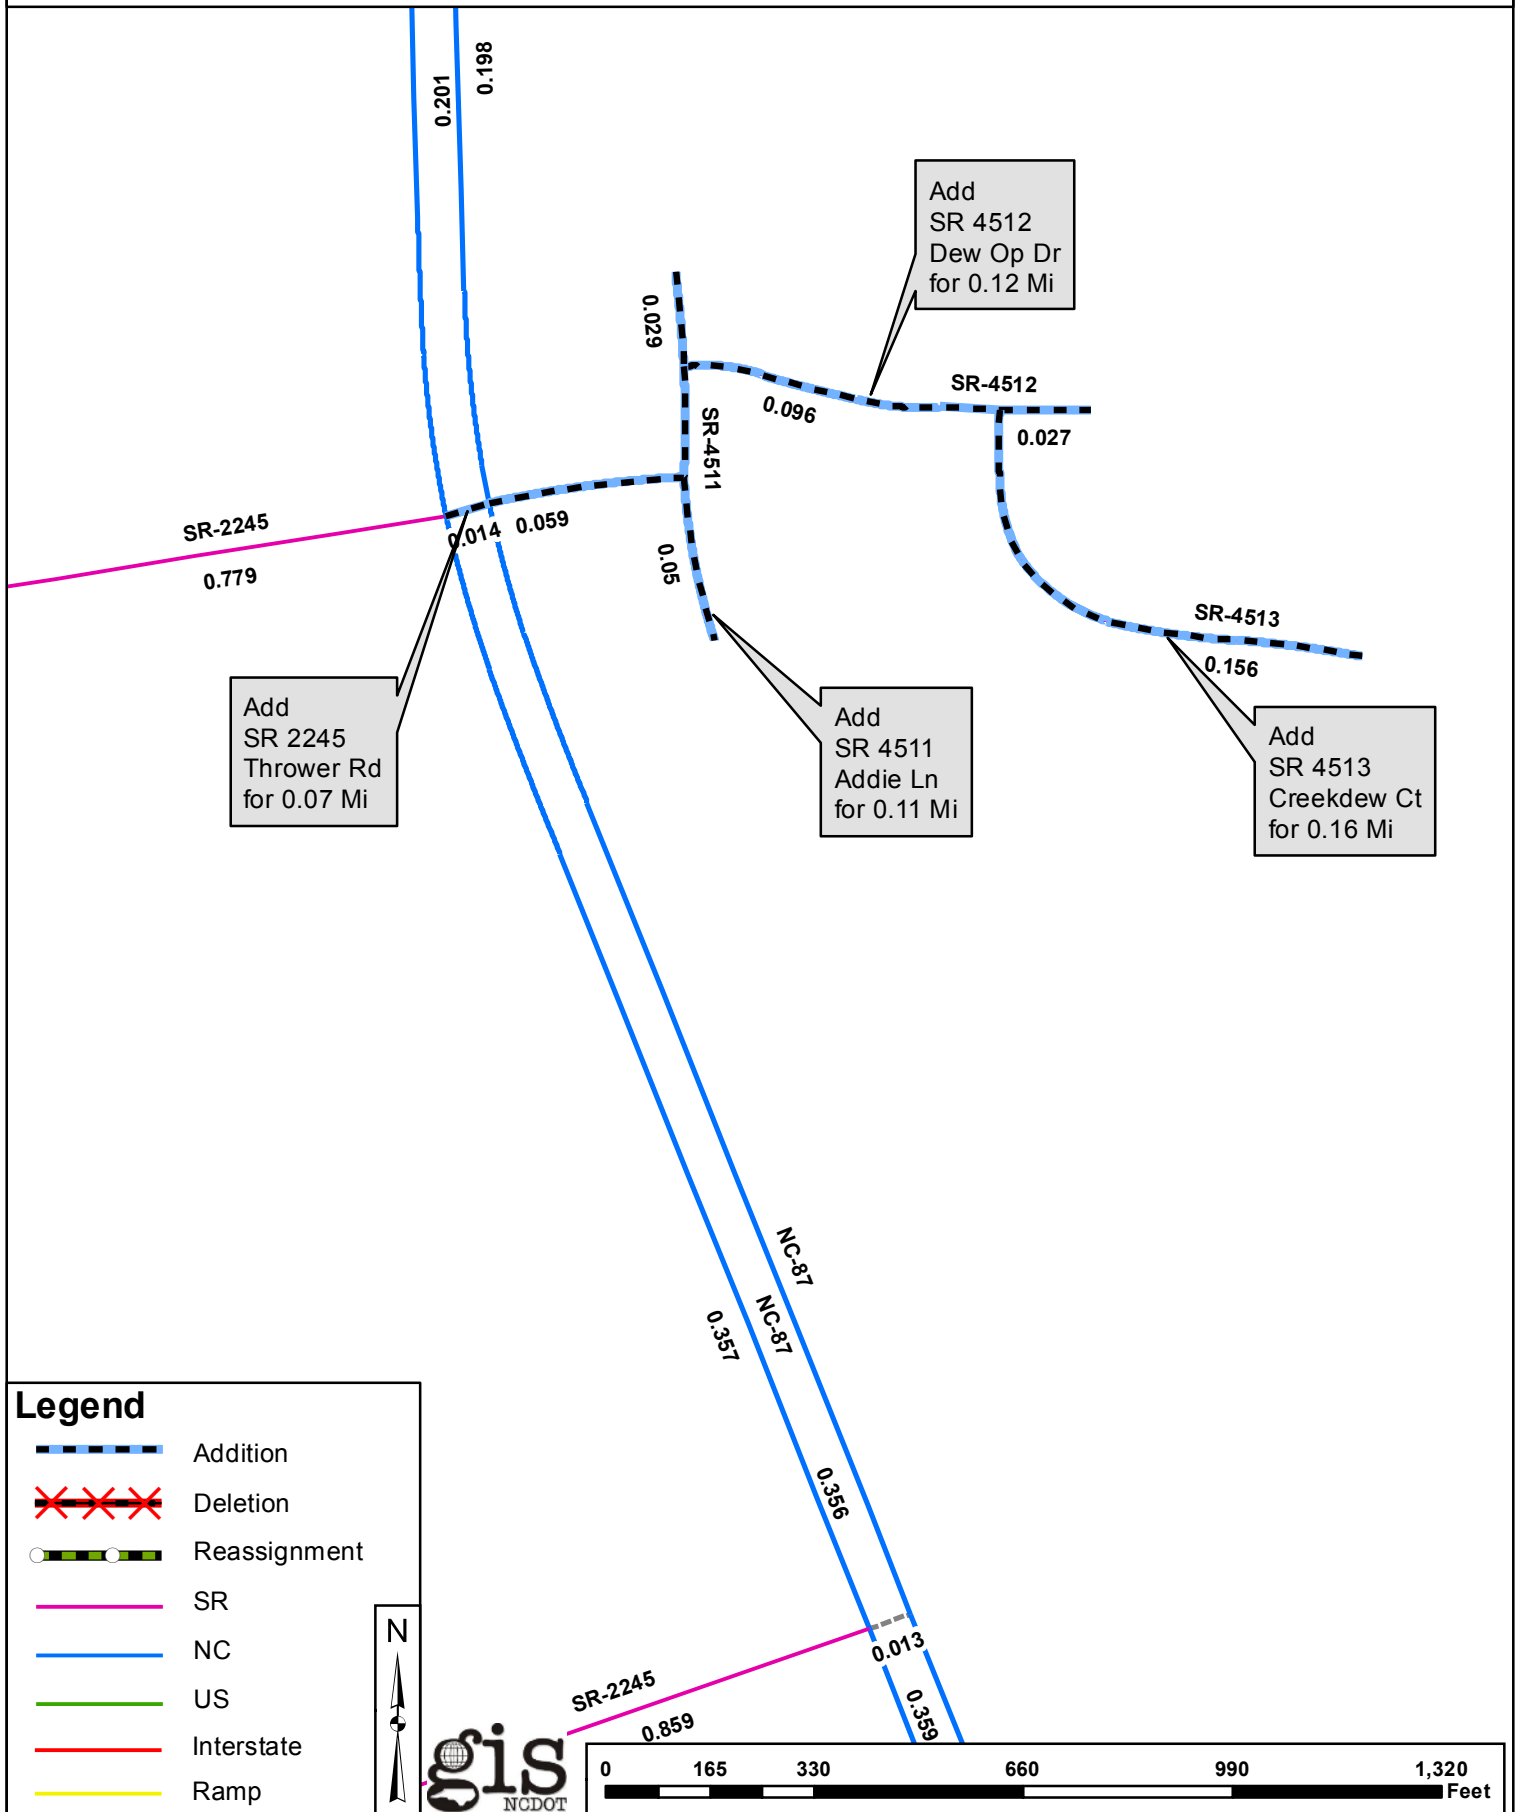 0.201
0.198
Add
SR 4512
Dew Op Dr
for 0.12 Mi
0.029
SR-4512
0.096
0.027
SR-4511
SR-2245
0.014
0.059
0.779
0.05
SR-4513
0.156
Add
SR 2245
Thrower Rd
for 0.07 Mi
Add
SR 4511
Addie Ln
for 0.11 Mi
Add
SR 4513
Creekdew Ct
for 0.16 Mi
NC-87
NC-87
0.357
0.356
0.013
SR-2245
0.859
0.359
Legend
Addition
Deletion
Reassignment
SR
NC
US
Interstate
Ramp
N
gis
NCDOT
0 165 330 660 990 1,320
Feet